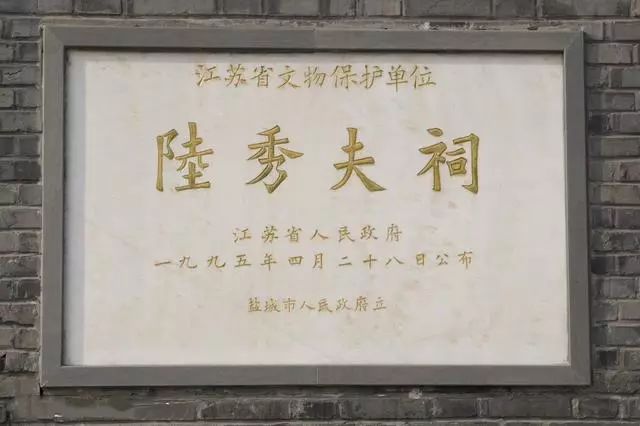 江苏省文物保护单位
陸秀夫祠
江苏省人民政府
一九九五年四月二十八日公布
盐城市人民政府立